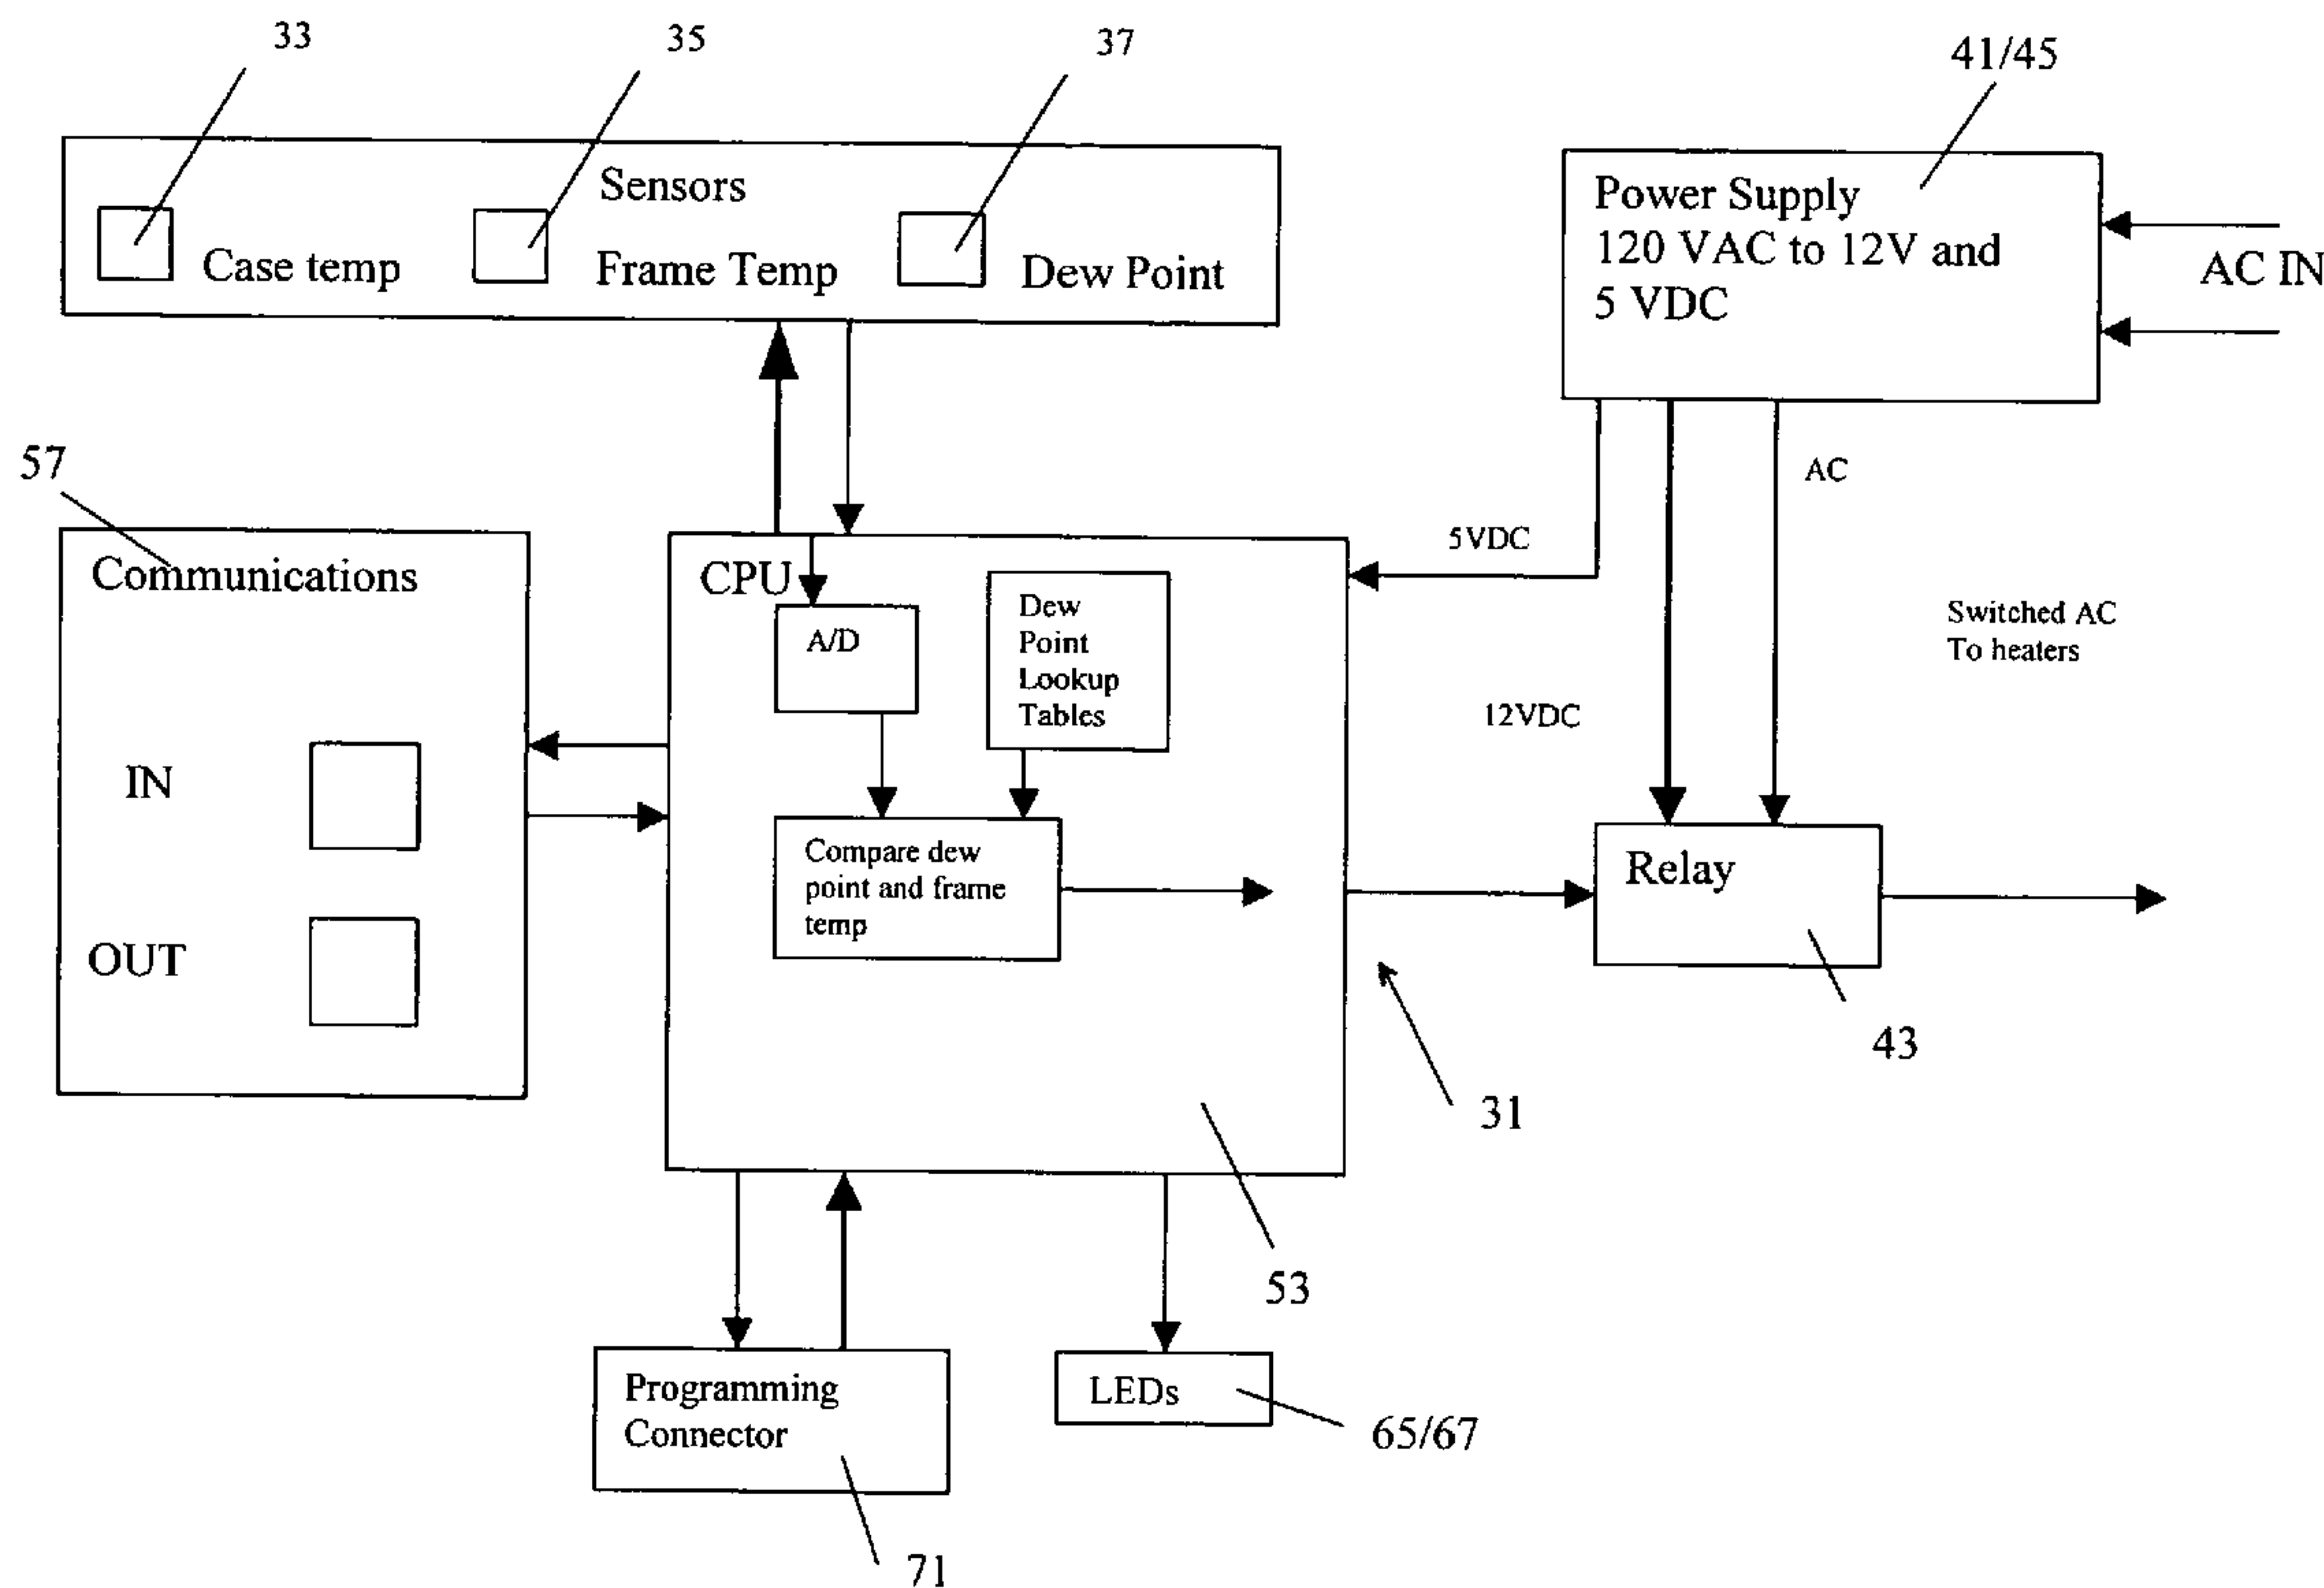 33
35
37
41/45
Sensors
Case temp
Frame Temp
Dew Point
Power Supply
120 VAC to 12V and
5 VDC
AC IN
57
Communications
IN
OUT
CPU
A/D
Dew
Point
Lookup
Tables
Compare dew
point and frame
temp
5VDC
AC
12VDC
Switched AC
To heaters
Relay
43
31
53
Programming
Connector
LEDs
65/67
71